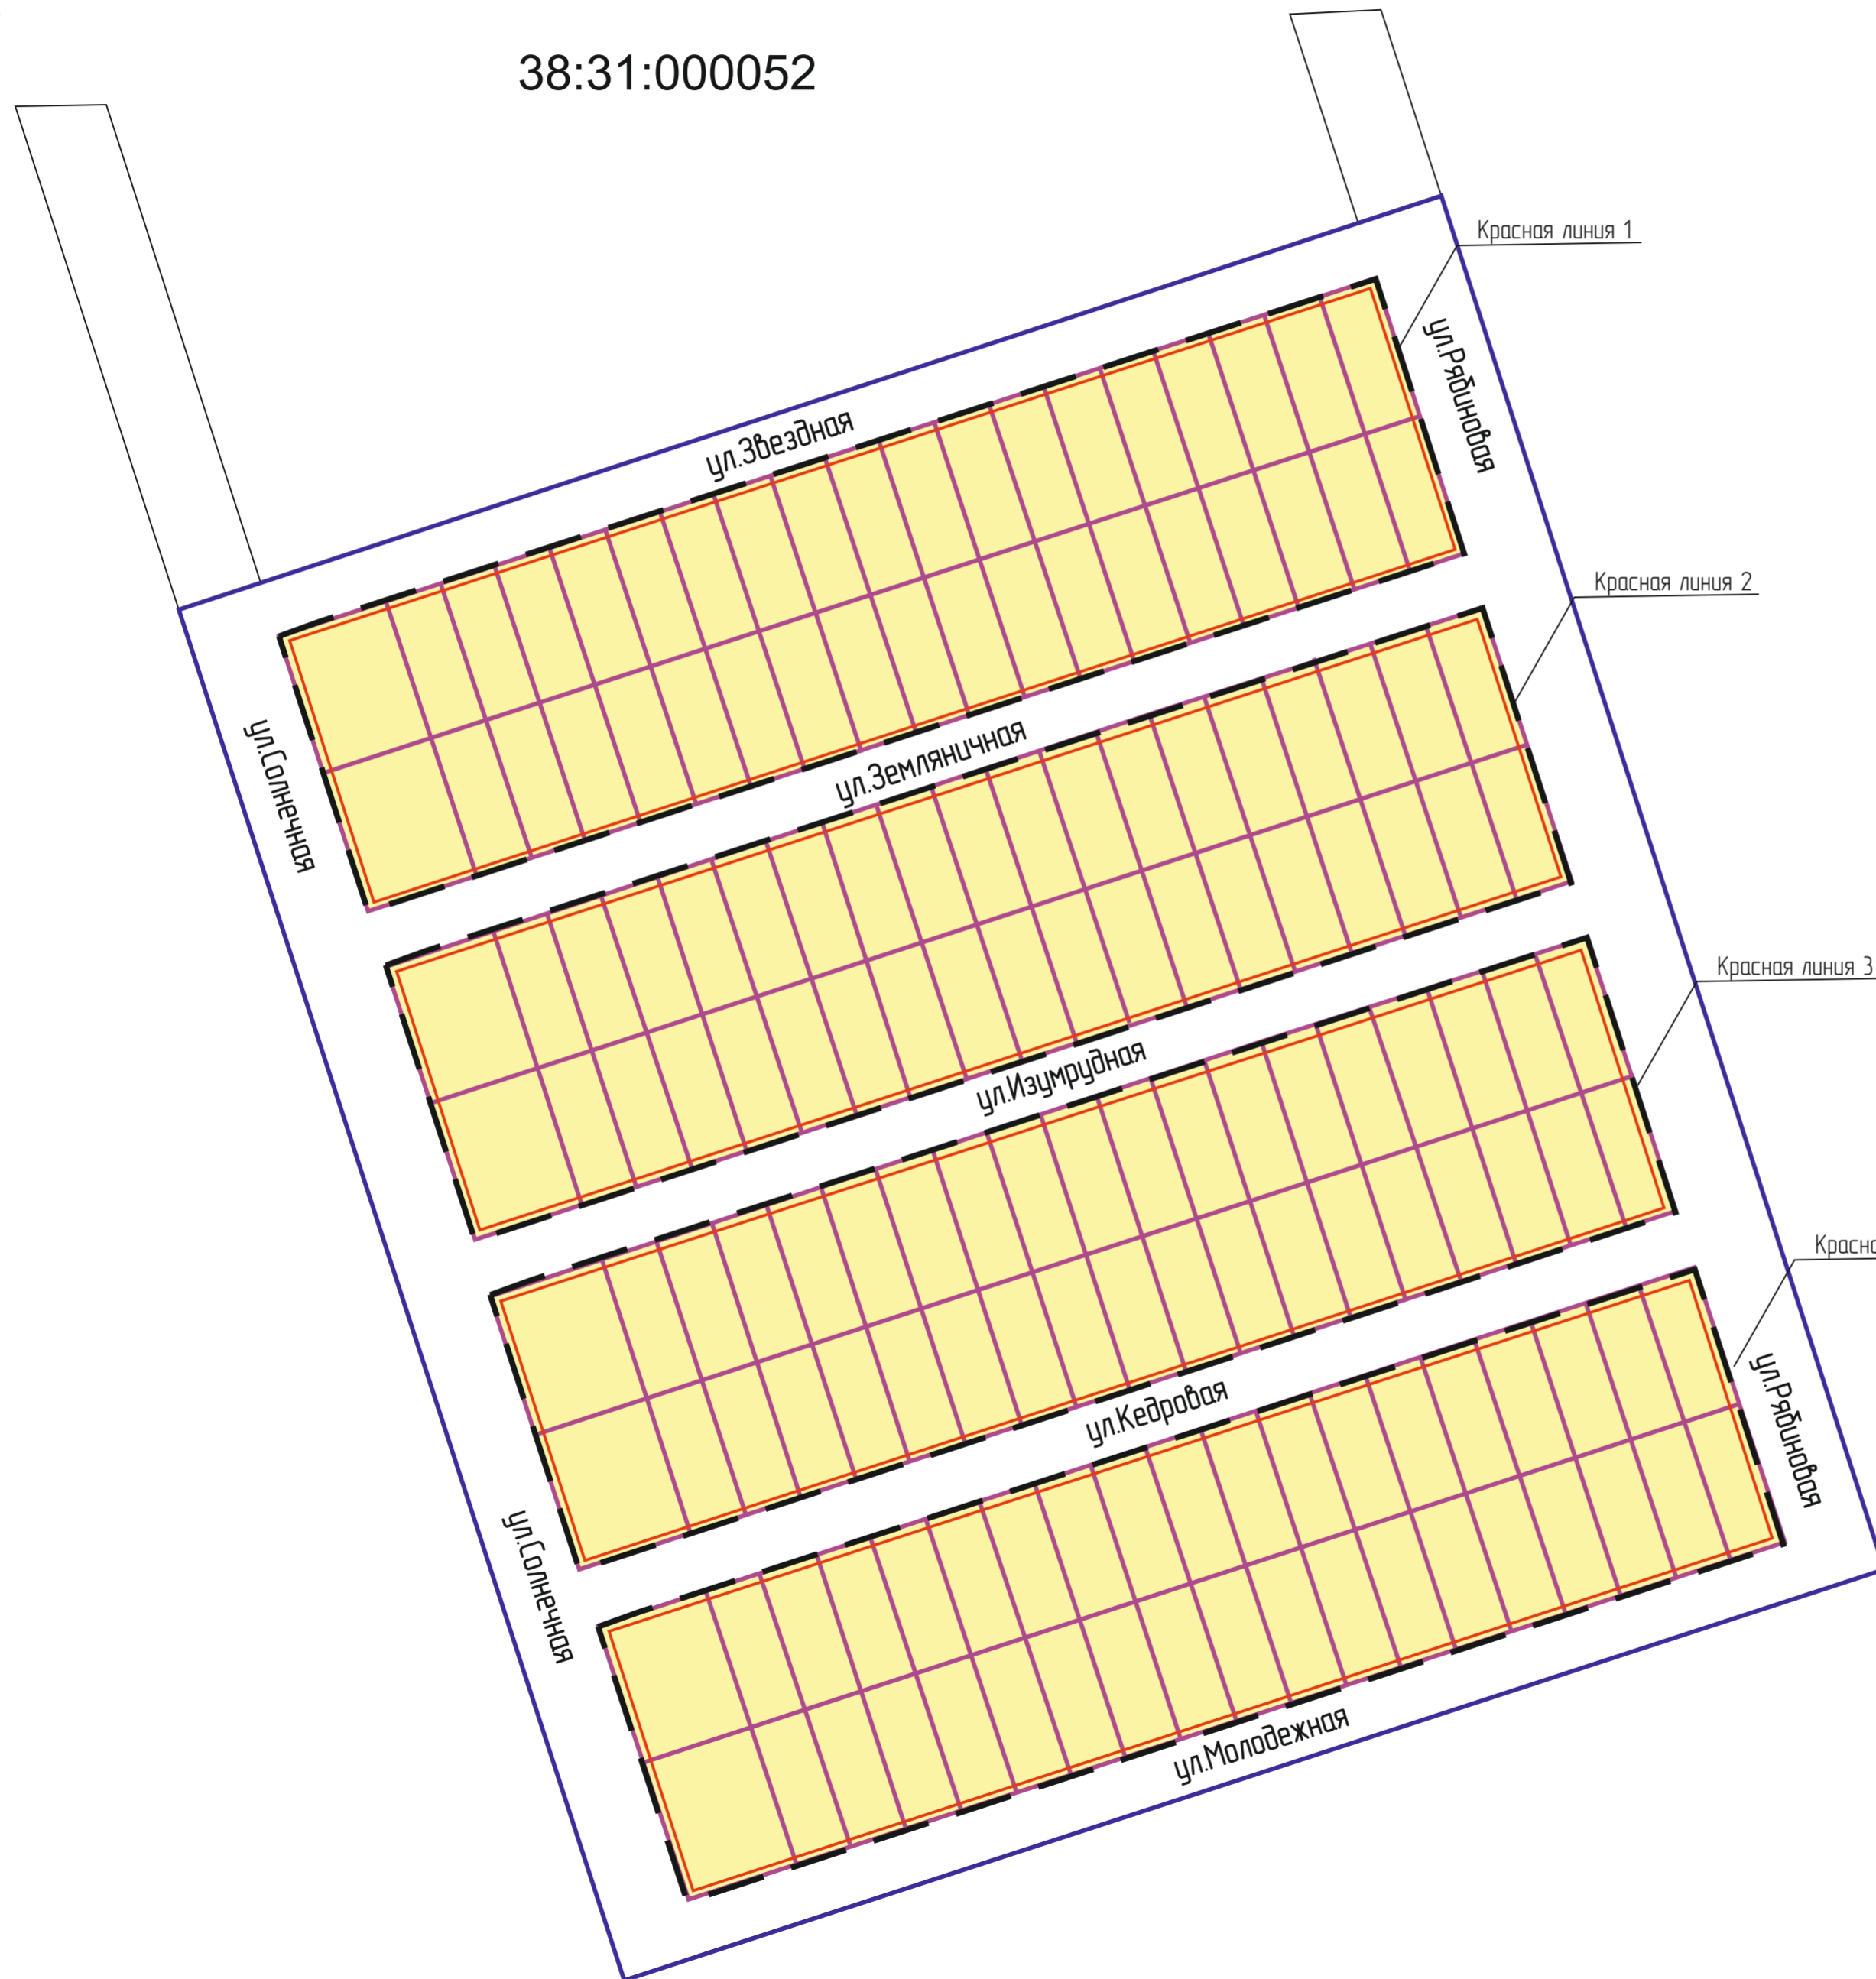 38:31:000052
Красная линия 1
ул.Рябиновая
ул.Звездная
Красная линия 2
ул.Солнечная
ул.Земляничная
Красная линия 3
ул.Изумрудная
Красно
ул.Кедровая
ул.Рябиновая
ул.Солнечная
ул.Молодежная